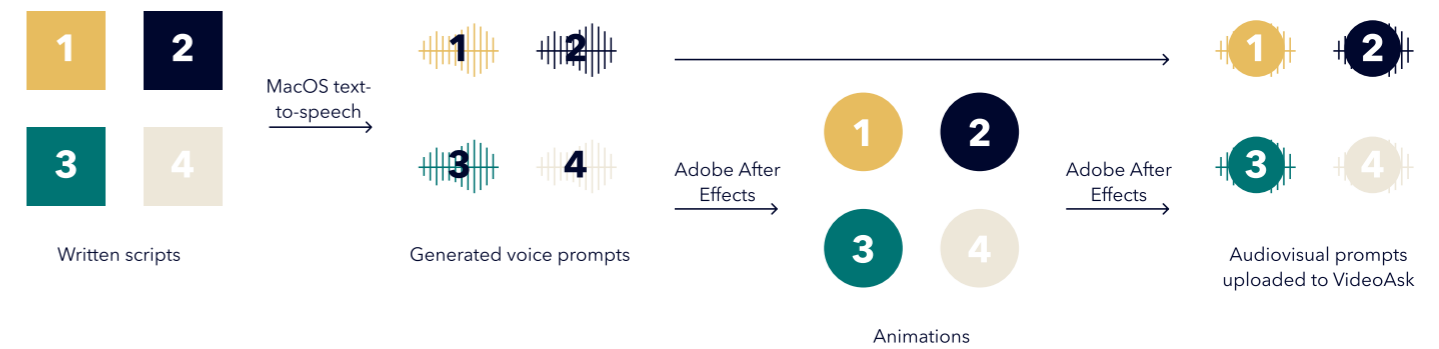 1
2
3
4
Written scripts
MacOS text-
to-speech
1
2
3
4
Generated voice prompts
Adobe After
Effects
1
2
3
4
Animations
Adobe After
Effects
1
2
3
4
Audiovisual prompts
uploaded to VideoAsk